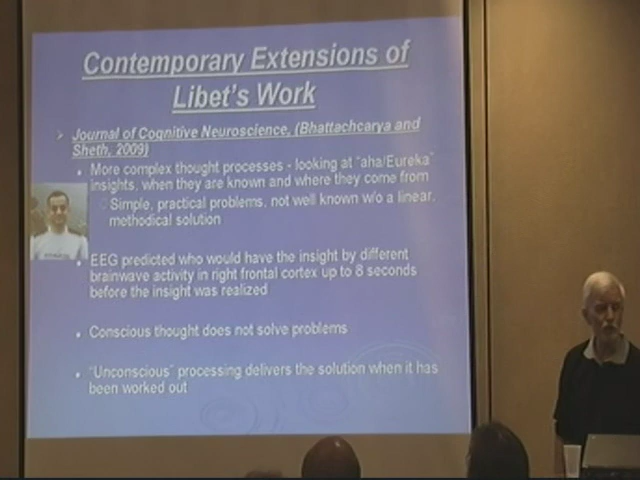 Contemporary Extensions of
Libet's Work
Journal of Cognitive Neuroscience, (Bhattachcarya and
Sheth, 2009)
More complex thought processes - looking at "aha/Eureka"
insights, when they are known and where they come from
Simple, practical problems, not well known w/o a linear,
methodical solution
EEG predicted who would have the insight by different
brainwave activity in right frontal cortex up to 8 seconds
before the insight was realized
Conscious thought does not solve problems
"Unconscious" processing delivers the solution when it has
been worked out